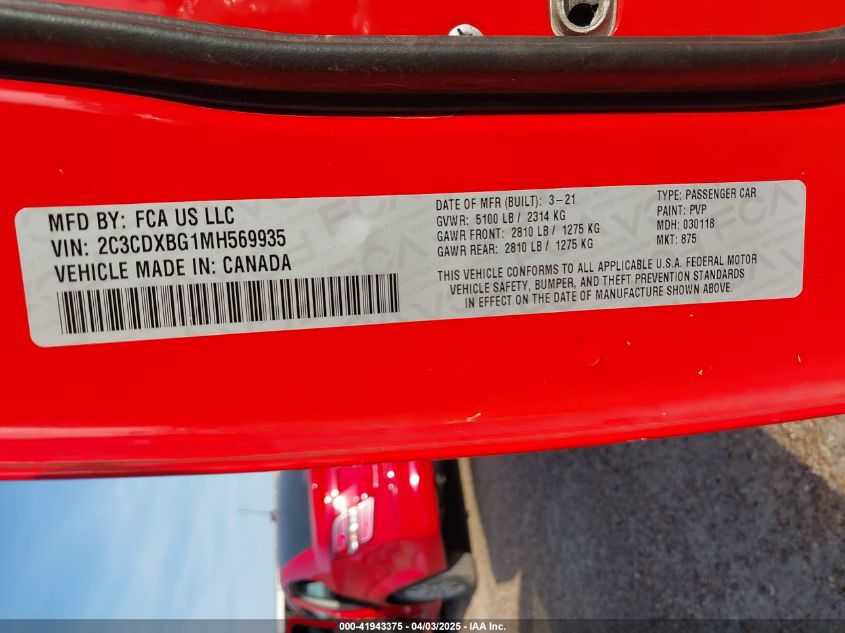 MFD BY: FCA US LLC
VIN: 2C3CDXBG1MH569935
VEHICLE MADE IN: CANADA
DATE OF MFR (BUILT): 3-21
GVWR: 5100 LB / 2314 KG
GAWR FRONT: 2810 LB / 1275 KG
GAWR REAR: 2810 LB / 1275 KG
TYPE: PASSENGER CAR
PAINT: PVP
MDH: 030118
MKT: 875
THIS VEHICLE CONFORMS TO ALL APPLICABLE U.S.A. FEDERAL MOTOR
VEHICLE SAFETY, BUMPER, AND THEFT PREVENTION STANDARDS
IN EFFECT ON THE DATE OF MANUFACTURE SHOWN ABOVE.
000-41943375 - 04/03/2025 - IAA Inc.